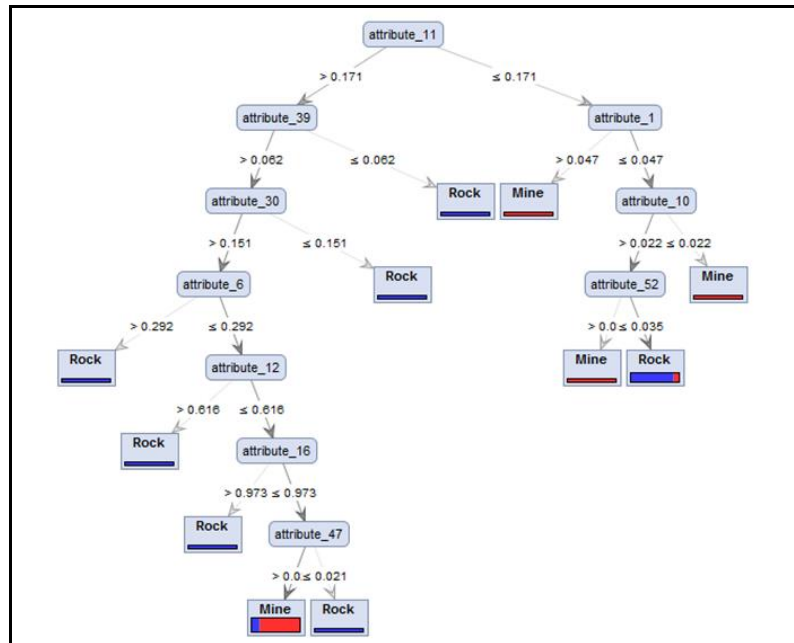 attribute_11
> 0.171 ≤ 0.171
attribute_39 attribute_1
> 0.062 ≤ 0.062 > 0.047 ≤ 0.047
attribute_30 Rock Mine attribute_10
> 0.151 ≤ 0.151 > 0.022 ≤ 0.022
attribute_6 Rock attribute_52 Mine
> 0.292 ≤ 0.292 > 0.0 ≤ 0.035
Rock attribute_12 Mine Rock
> 0.616 ≤ 0.616
Rock attribute_16
> 0.973 ≤ 0.973
Rock attribute_47
> 0.0 ≤ 0.021
Mine Rock